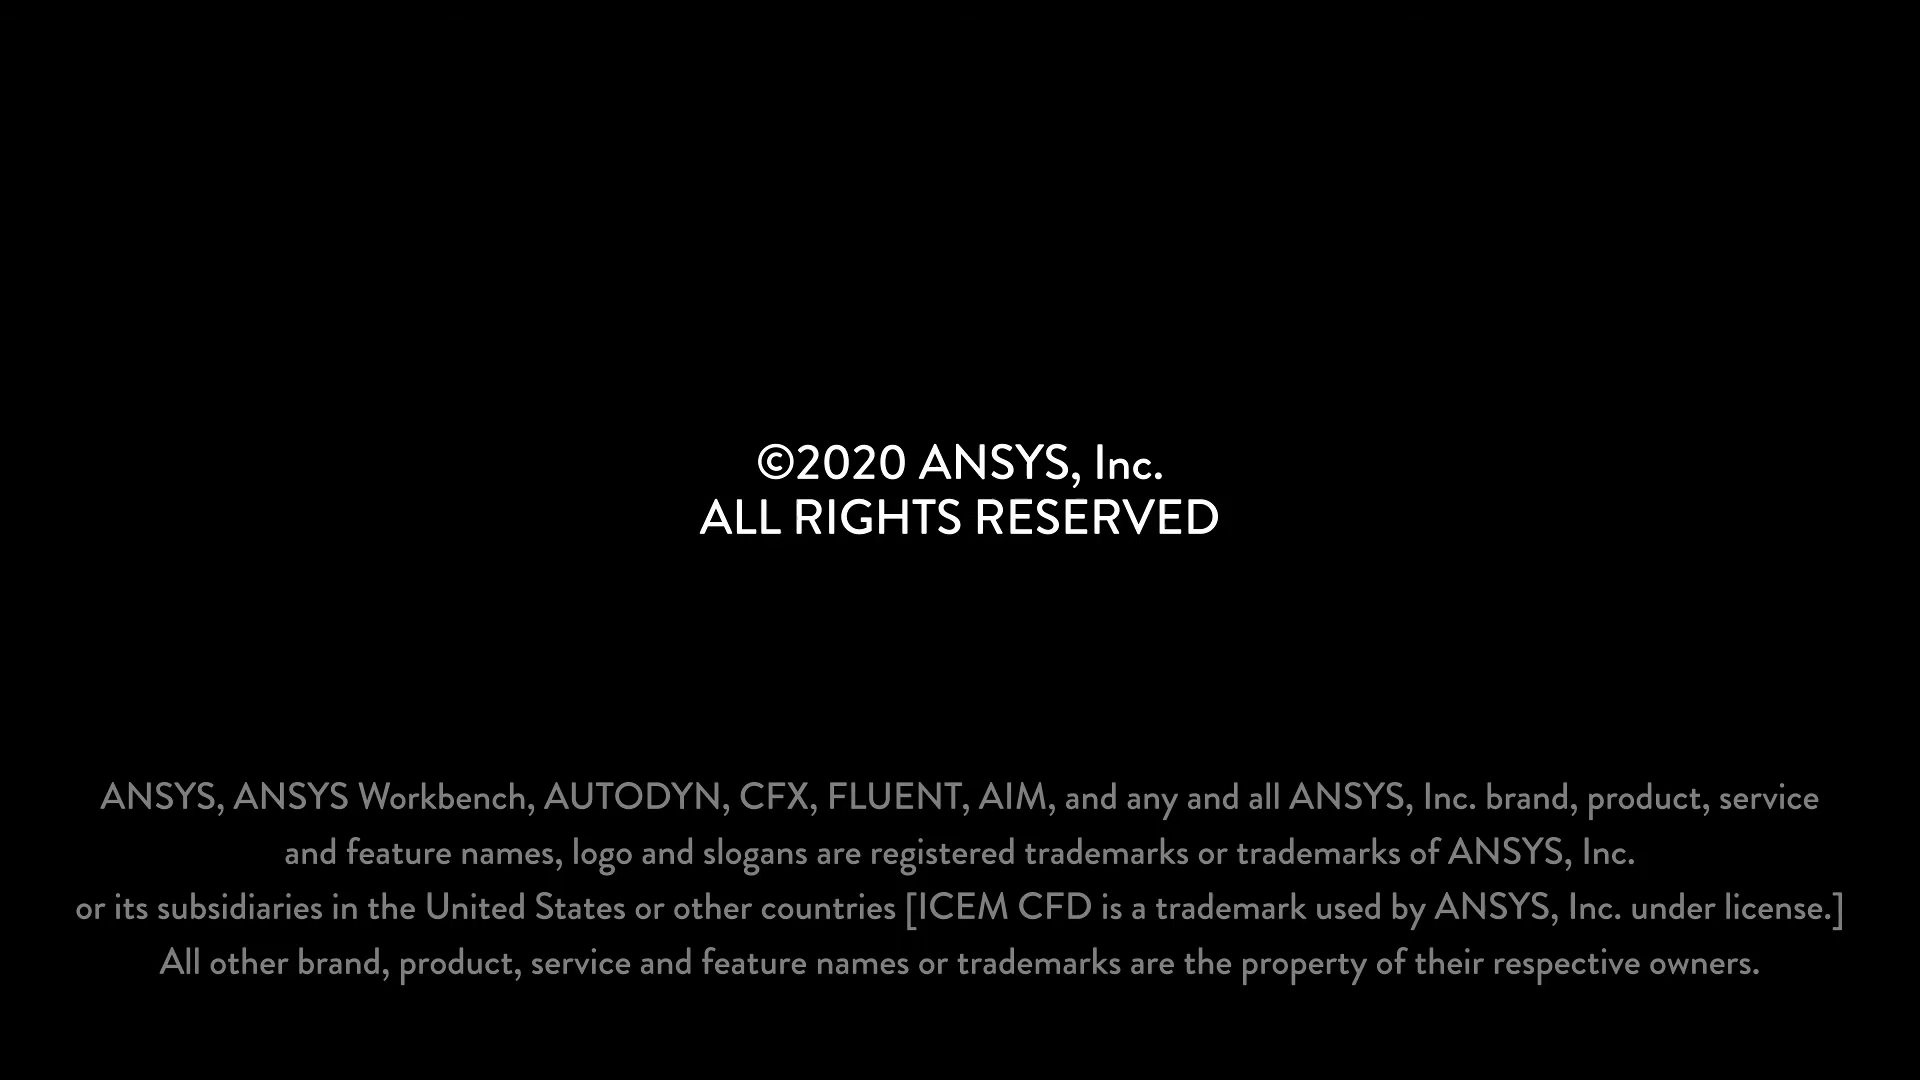 ©2020 ANSYS, Inc.
ALL RIGHTS RESERVED
ANSYS, ANSYS Workbench, AUTODYN, CFX, FLUENT, AIM, and any and all ANSYS, Inc. brand, product, service
and feature names, logo and slogans are registered trademarks or trademarks of ANSYS, Inc.
or its subsidiaries in the United States or other countries [ICEM CFD is a trademark used by ANSYS, Inc. under license.]
All other brand, product, service and feature names or trademarks are the property of their respective owners.